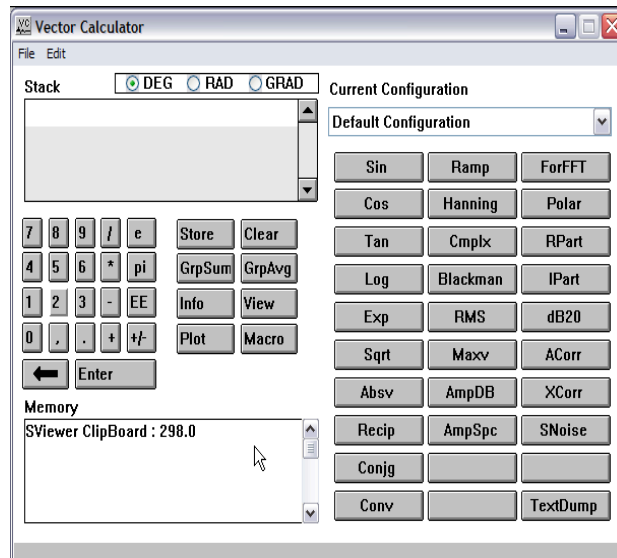 VC Vector Calculator
File Edit
Stack DEG RAD GRAD
Current Configuration
Default Configuration
Sin Ramp ForFFT
Cos Hanning Polar
Tan Cmplx RPart
Log Blackman IPart
Exp RMS dB20
Sqrt Maxv ACorr
Absv AmpDB XCorr
Recip AmpSpc SNoise
Conjg
Conv TextDump
7 8 9 / e Store Clear
4 5 6 * pi GrpSum GrpAvg
1 2 3 - EE Info View
0 , . + +/- Plot Macro
Enter
Memory
SViewer ClipBoard : 298.0